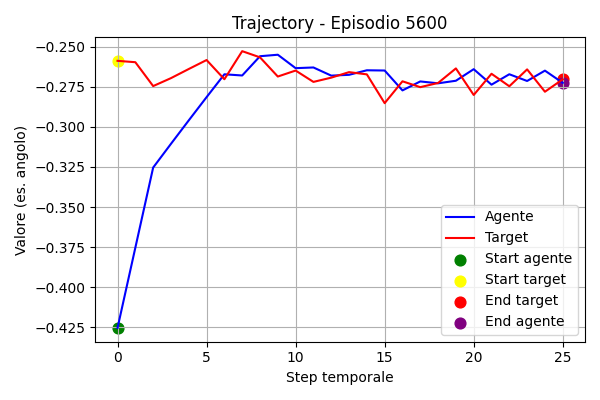 Trajectory - Episodio 5600
Valore (es. angolo)
−0.250
−0.275
−0.300
−0.325
−0.350
−0.375
−0.400
−0.425
0 5 10 15 20 25
Step temporale
Agente
Target
Start agente
Start target
End target
End agente